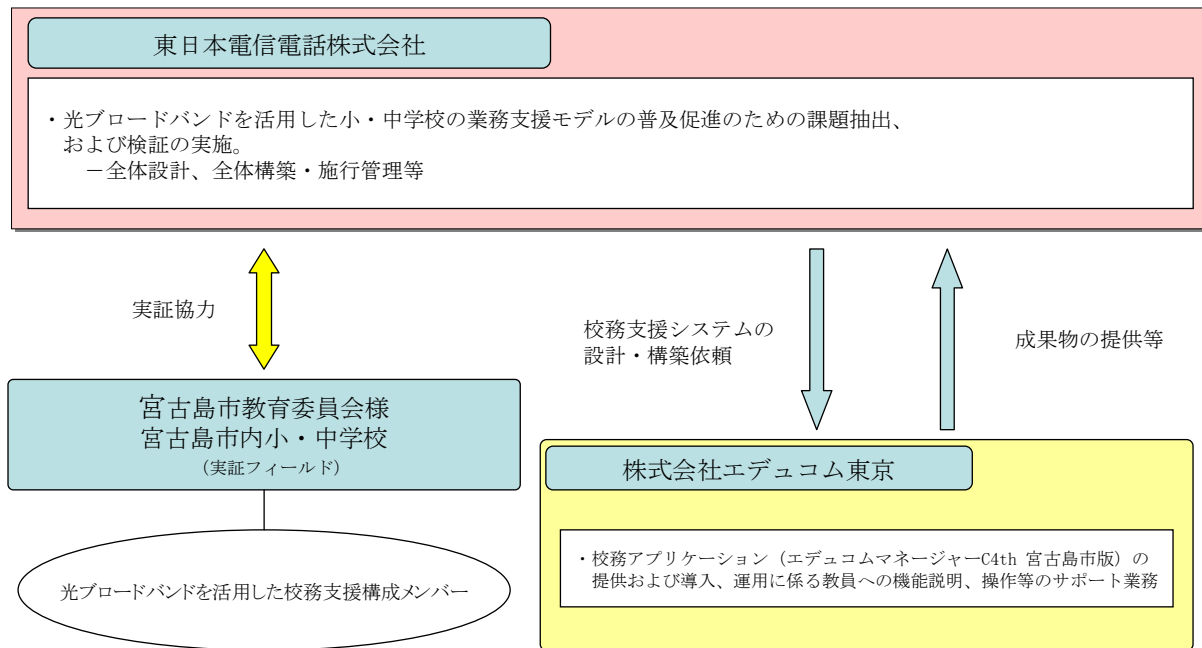 東日本電信電話株式会社
・光ブロードバンドを活用した小・中学校の業務支援モデルの普及促進のための課題抽出、
および検証の実施。
－全体設計、全体構築・施行管理等
実証協力
校務支援システムの
設計・構築依頼
成果物の提供等
宮古島市教育委員会様
宮古島市内小・中学校
（実証フィールド）
光ブロードバンドを活用した校務支援構成メンバー
株式会社エデュコム東京
・校務アプリケーション（エデュコムマネージャーC4th 宮古島市版）の
提供および導入、運用に係る教員への機能説明、操作等のサポート業務